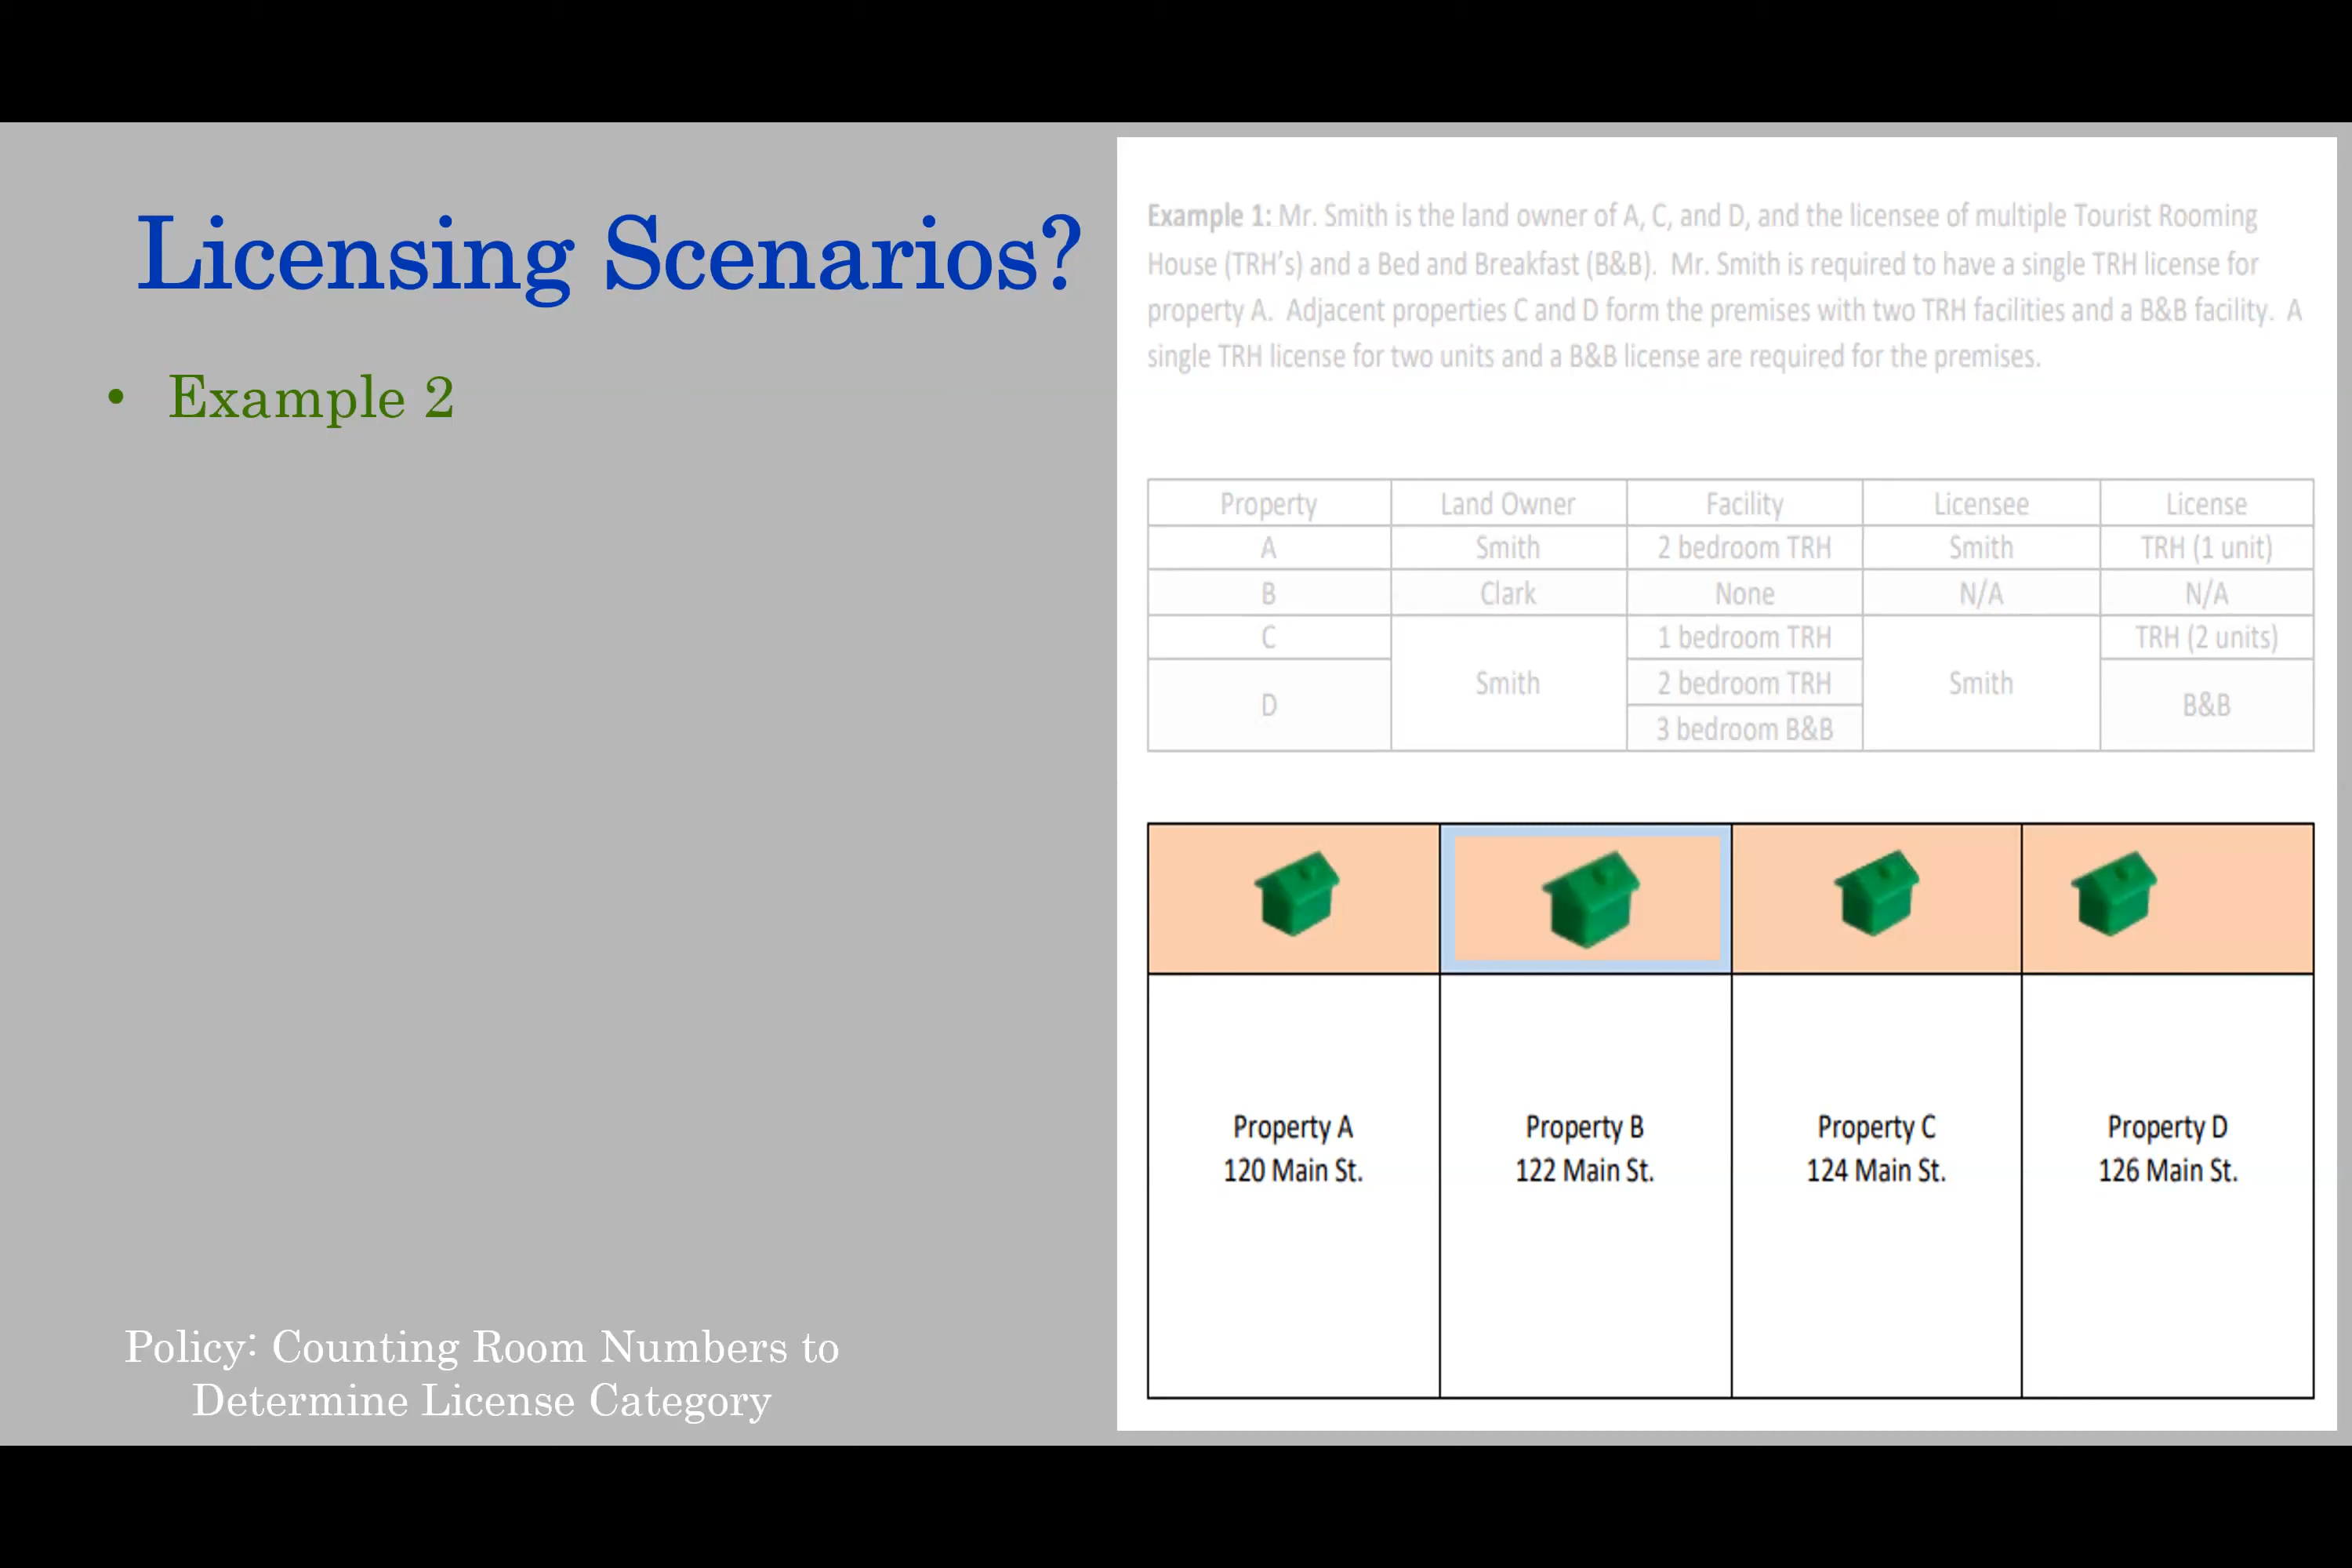 Licensing Scenarios?
• Example 2
Policy: Counting Room Numbers to
Determine License Category
Example 1: Mr. Smith is the land owner of A, C, and D, and the licensee of multiple Tourist Rooming
House (TRH’s) and a Bed and Breakfast (B&B).  Mr. Smith is required to have a single TRH license for
property A.  Adjacent properties C and D form the premises with two TRH facilities and a B&B facility.  A
single TRH license for two units and a B&B license are required for the premises.
Property Land Owner Facility Licensee License
A Smith 2 bedroom TRH Smith TRH (1 unit)
B Clark None N/A N/A
C 1 bedroom TRH TRH (2 units)
Smith 2 bedroom TRH Smith
D B&B
3 bedroom B&B
Property A Property B Property C Property D
120 Main St. 122 Main St. 124 Main St. 126 Main St.